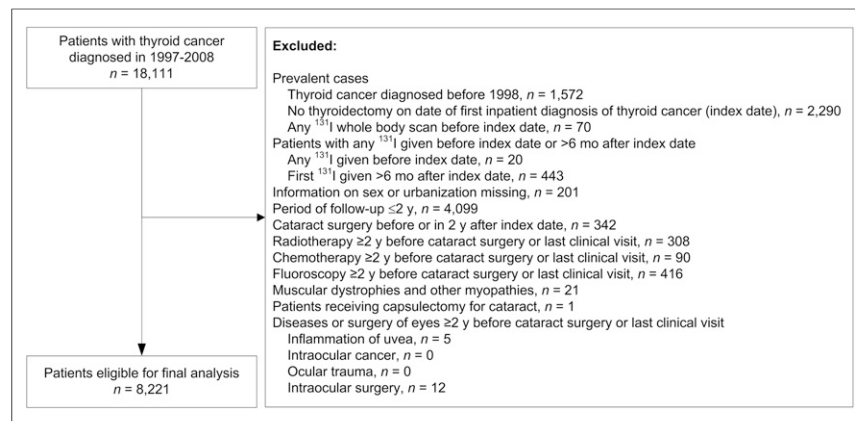 Patients with thyroid cancer
diagnosed in 1997-2008
n = 18,111
Excluded:
Prevalent cases
Thyroid cancer diagnosed before 1998, n = 1,572
No thyroidectomy on date of first inpatient diagnosis of thyroid cancer (index date), n = 2,290
Any ¹³¹I whole body scan before index date, n = 70
Patients with any ¹³¹I given before index date or >6 mo after index date
Any ¹³¹I given before index date, n = 20
First ¹³¹I given >6 mo after index date, n = 443
Information on sex or urbanization missing, n = 201
Period of follow-up ≤2 y, n = 4,099
Cataract surgery before or in 2 y after index date, n = 342
Radiotherapy ≥2 y before cataract surgery or last clinical visit, n = 308
Chemotherapy ≥2 y before cataract surgery or last clinical visit, n = 90
Fluoroscopy ≥2 y before cataract surgery or last clinical visit, n = 416
Muscular dystrophies and other myopathies, n = 21
Patients receiving capsulectomy for cataract, n = 1
Diseases or surgery of eyes ≥2 y before cataract surgery or last clinical visit
Inflammation of uvea, n = 5
Intraocular cancer, n = 0
Ocular trauma, n = 0
Intraocular surgery, n = 12
Patients eligible for final analysis
n = 8,221